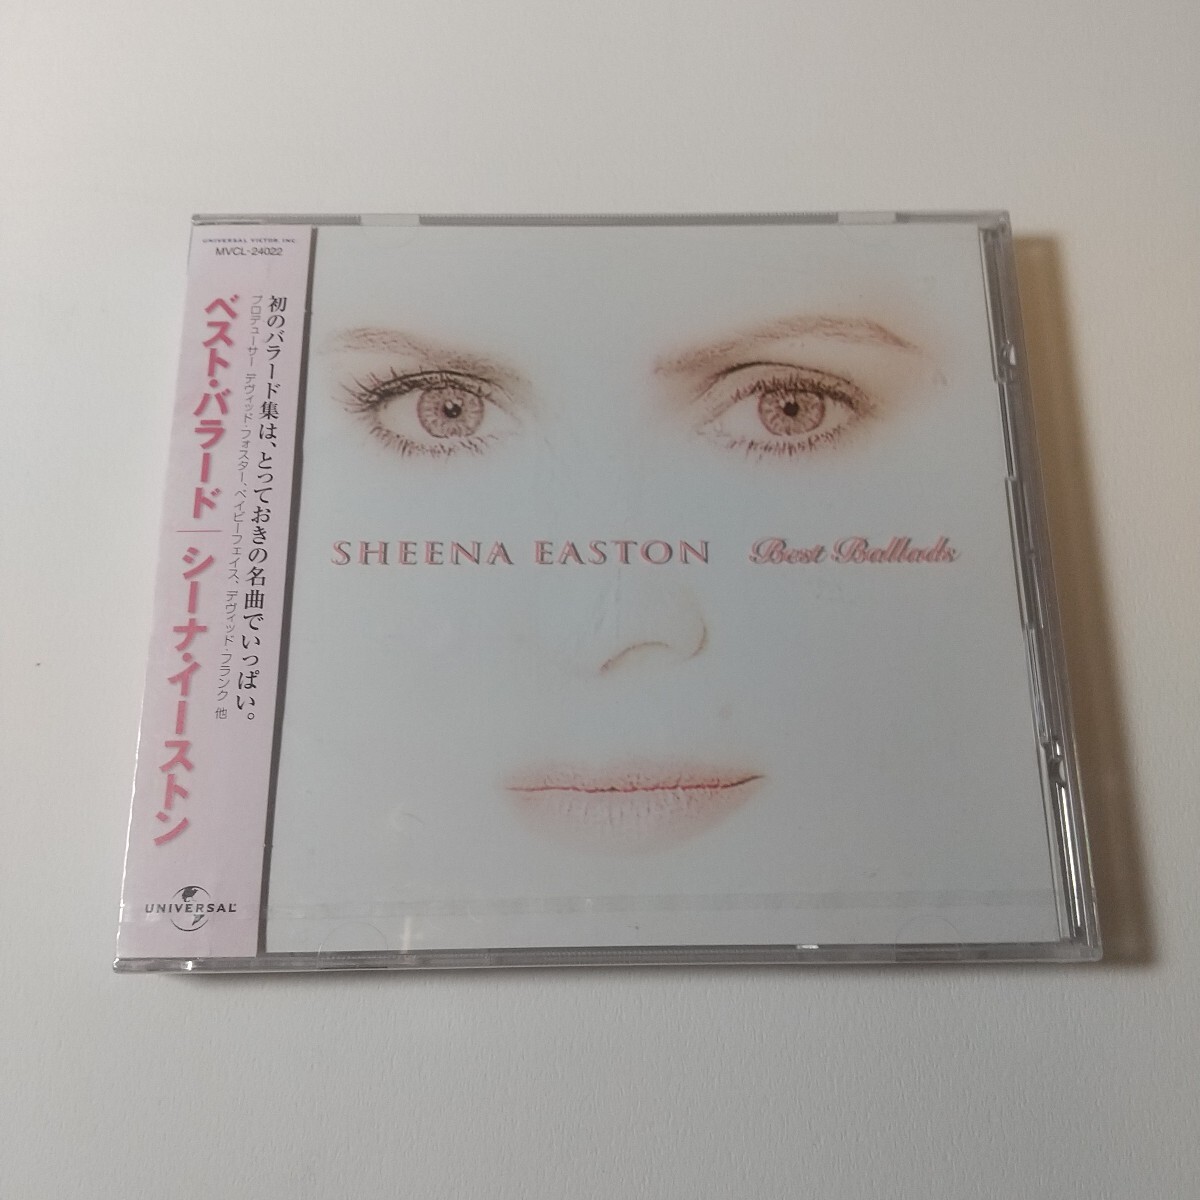 UNIVERSAL VICTOR, INC.
MVCL-24022
初のバラード集は、とっておきの名曲でいっぱい。
プロデューサー デヴィッド・フォスター、ベイビーフェイス、デヴィッド・フランク 他
ベスト・バラード | シーナ・イーストン
UNIVERSAL
SHEENA EASTON Best Ballads